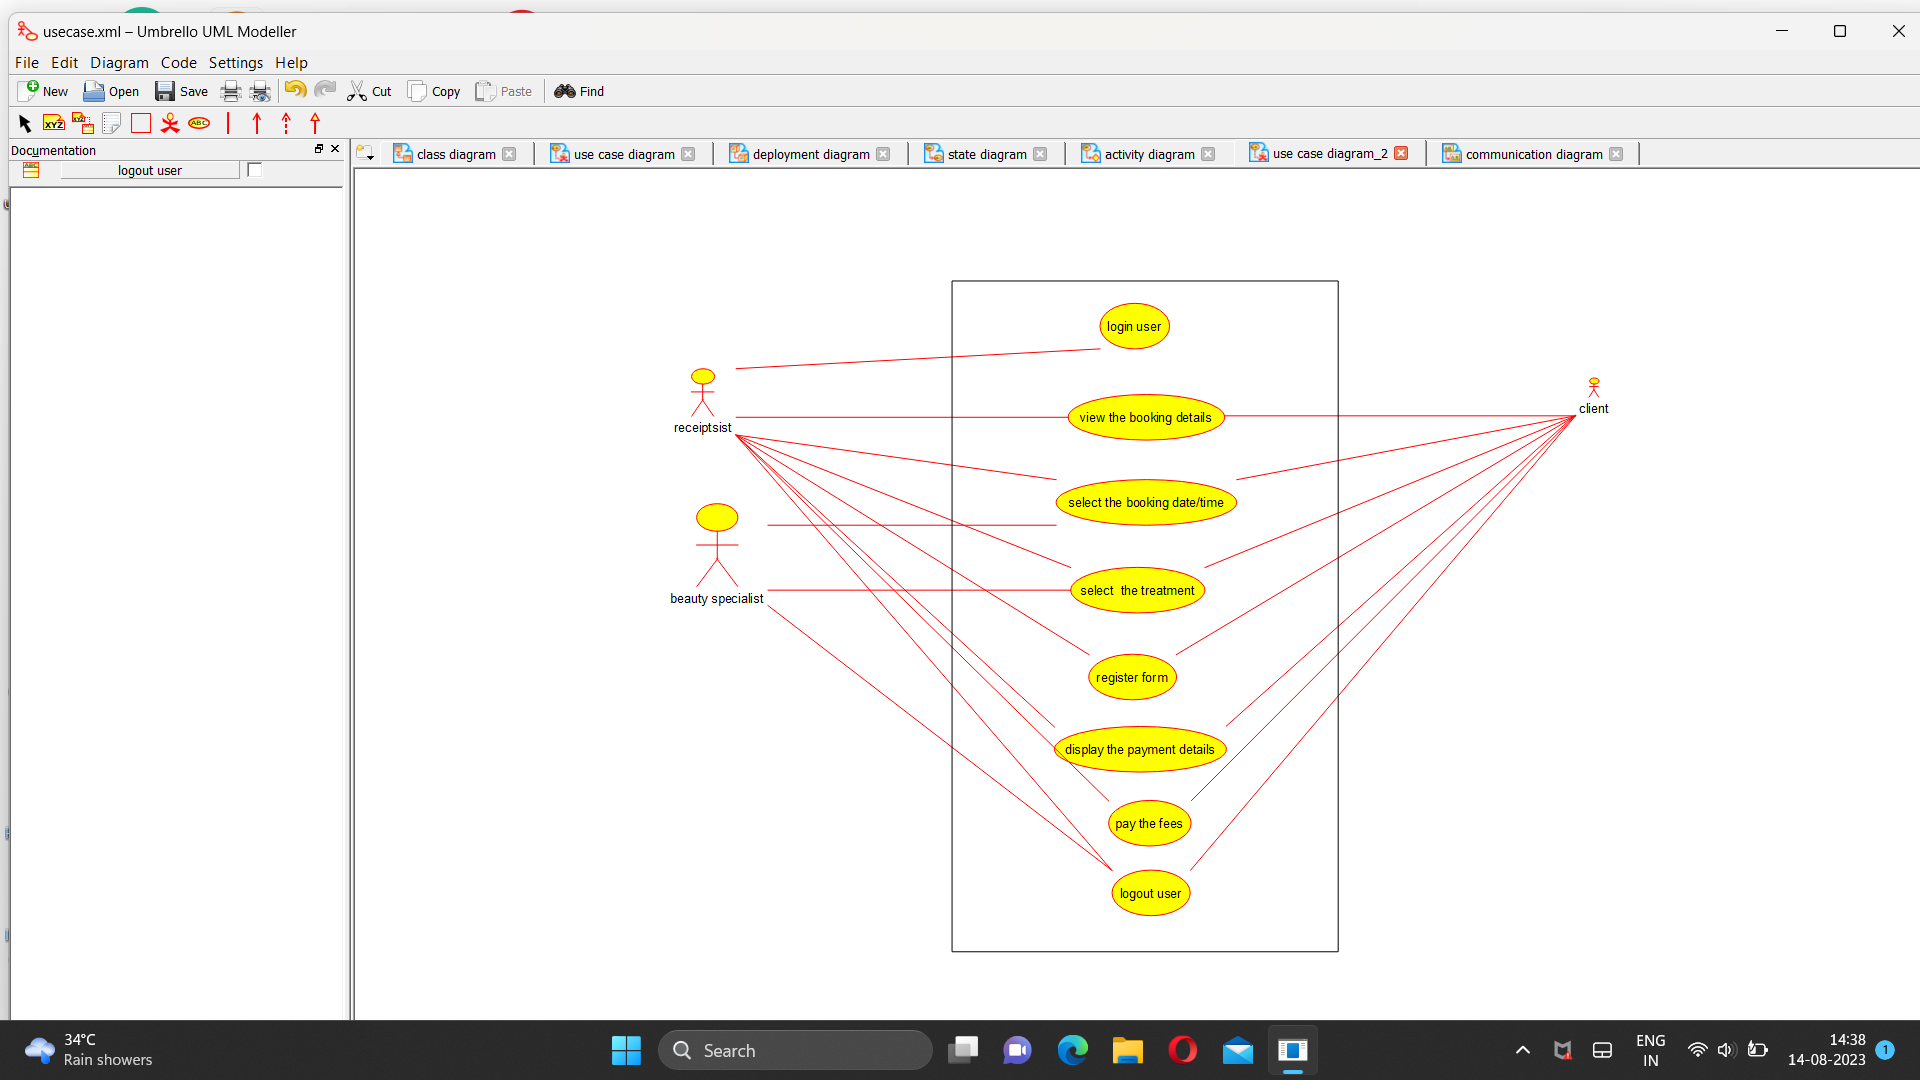 usecase.xml – Umbrello UML Modeller
File Edit Diagram Code Settings Help
New Open Save Cut Copy Paste Find
XYZ XYZ ABC
Documentation
logout user
class diagram use case diagram deployment diagram state diagram activity diagram use case diagram_2 communication diagram
login user
receiptsist
view the booking details
client
select the booking date/time
beauty specialist
select  the treatment
register form
display the payment details
pay the fees
logout user
34°C
Rain showers
Search
ENG
IN
14:38
14-08-2023
1